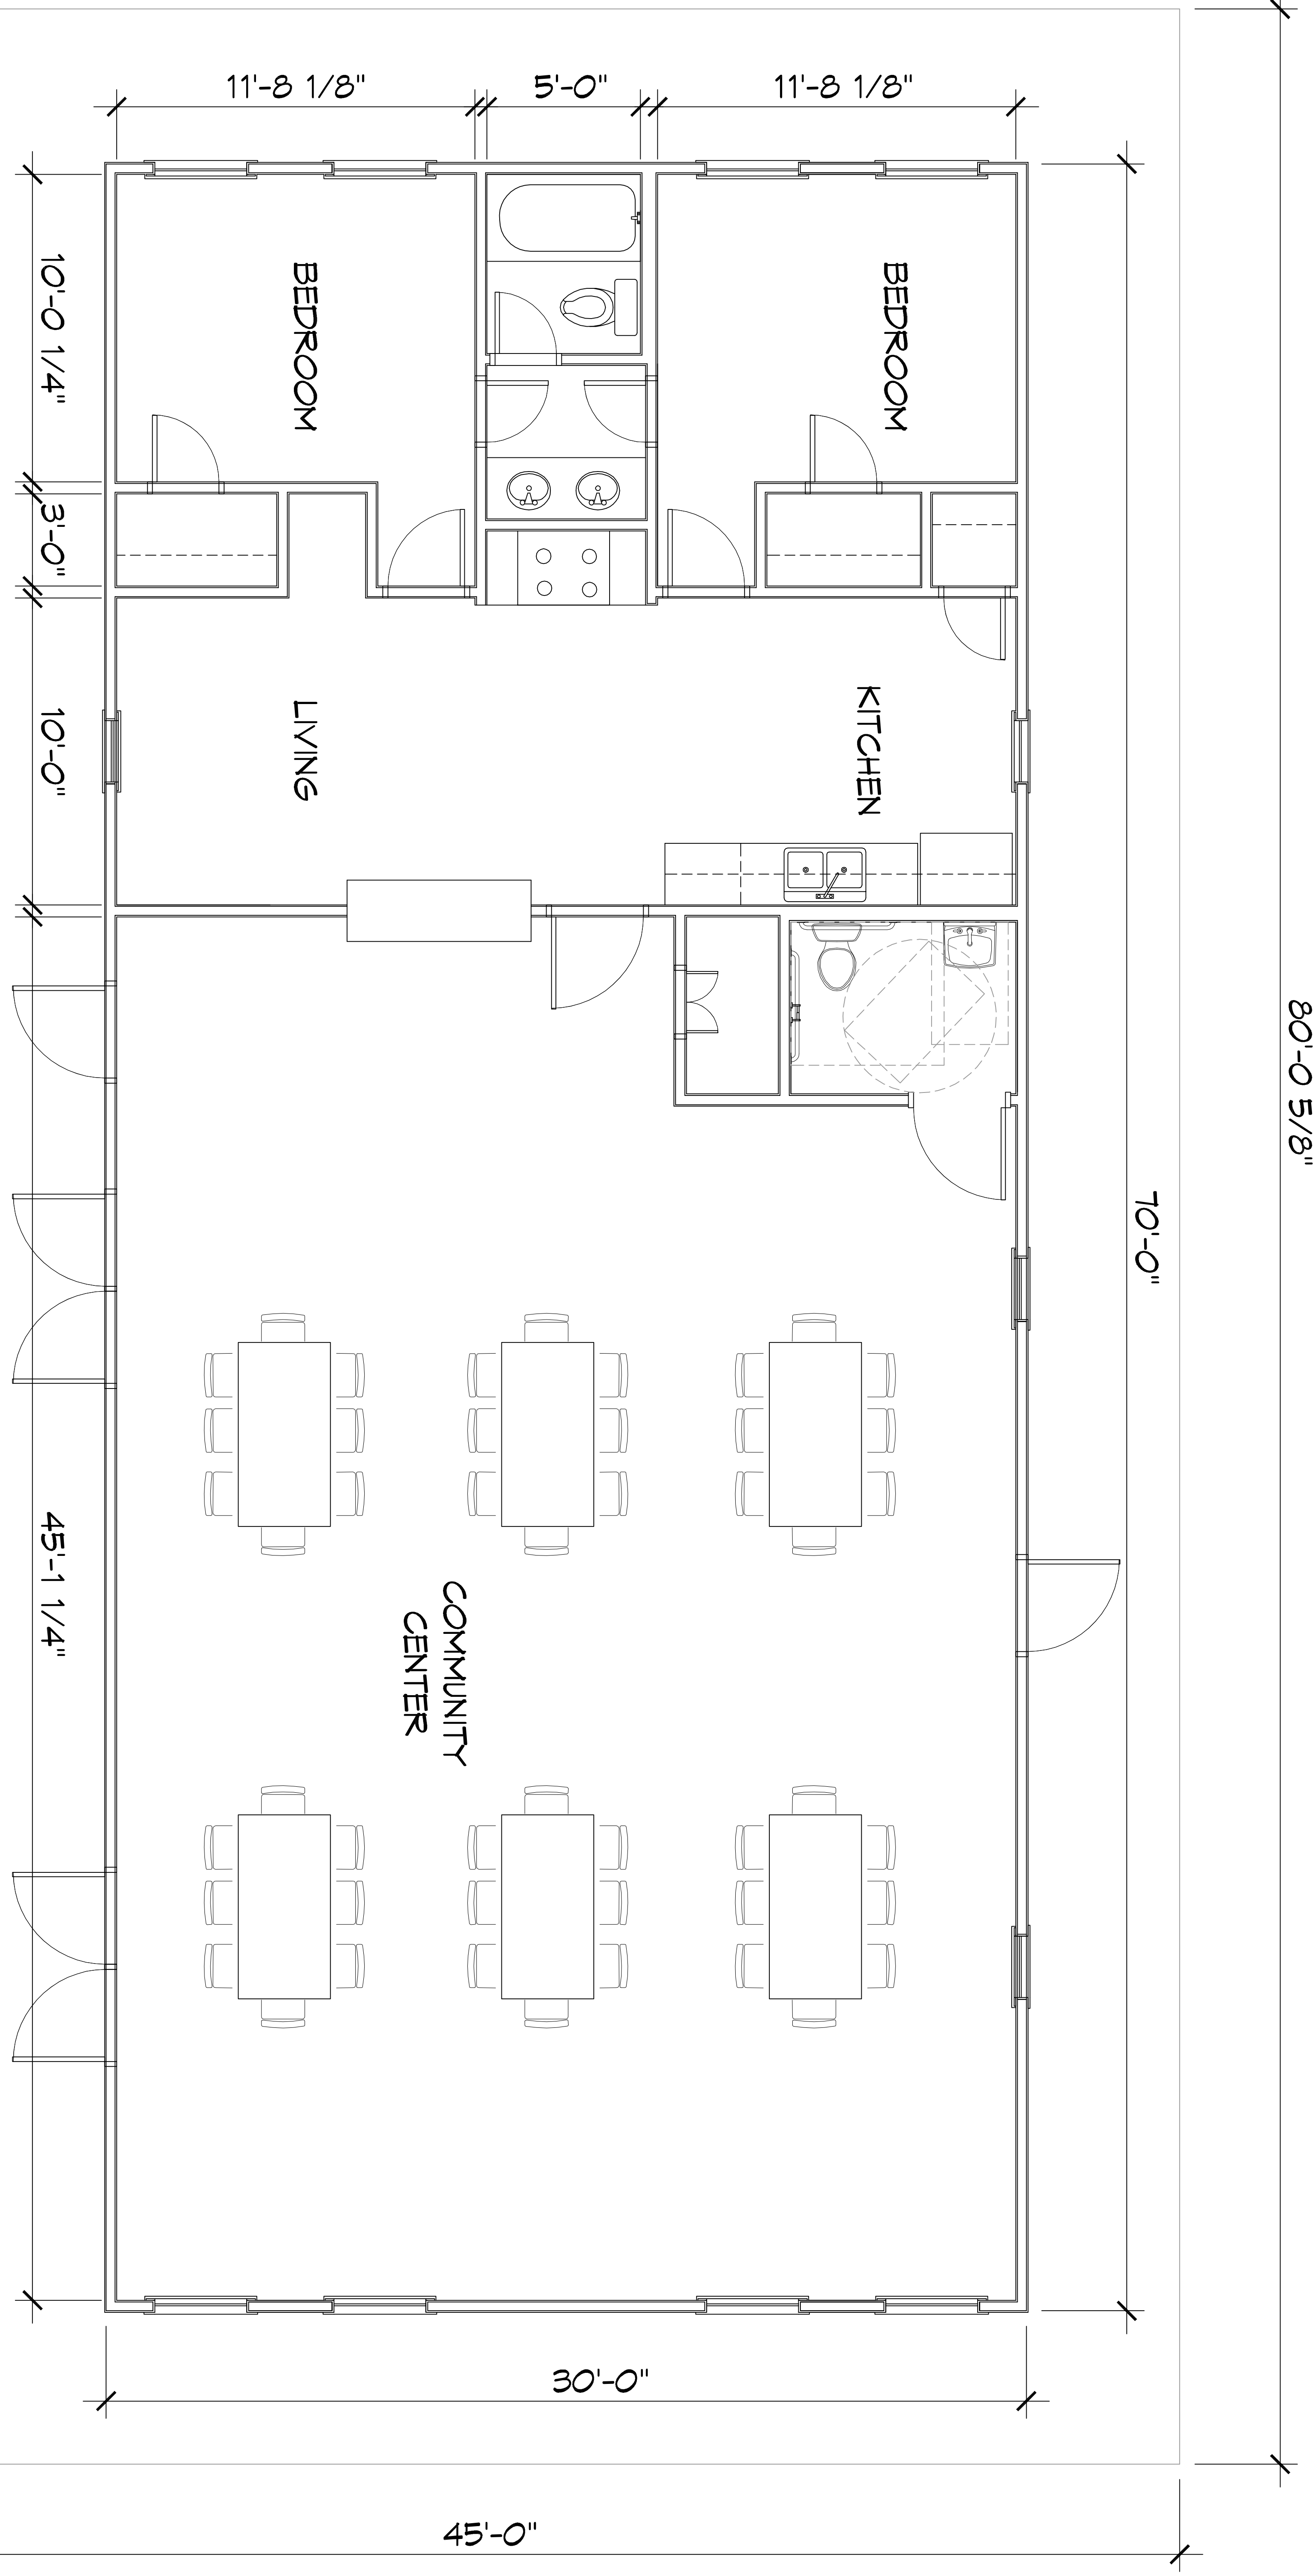 11'-8 1/8"
5'-0"
11'-8 1/8"
BEDROOM
BEDROOM
10'-0 1/4"
3'-0"
10'-0"
LIVING
KITCHEN
80'-0 5/8"
70'-0"
45'-1 1/4"
COMMUNITY
CENTER
30'-0"
45'-0"